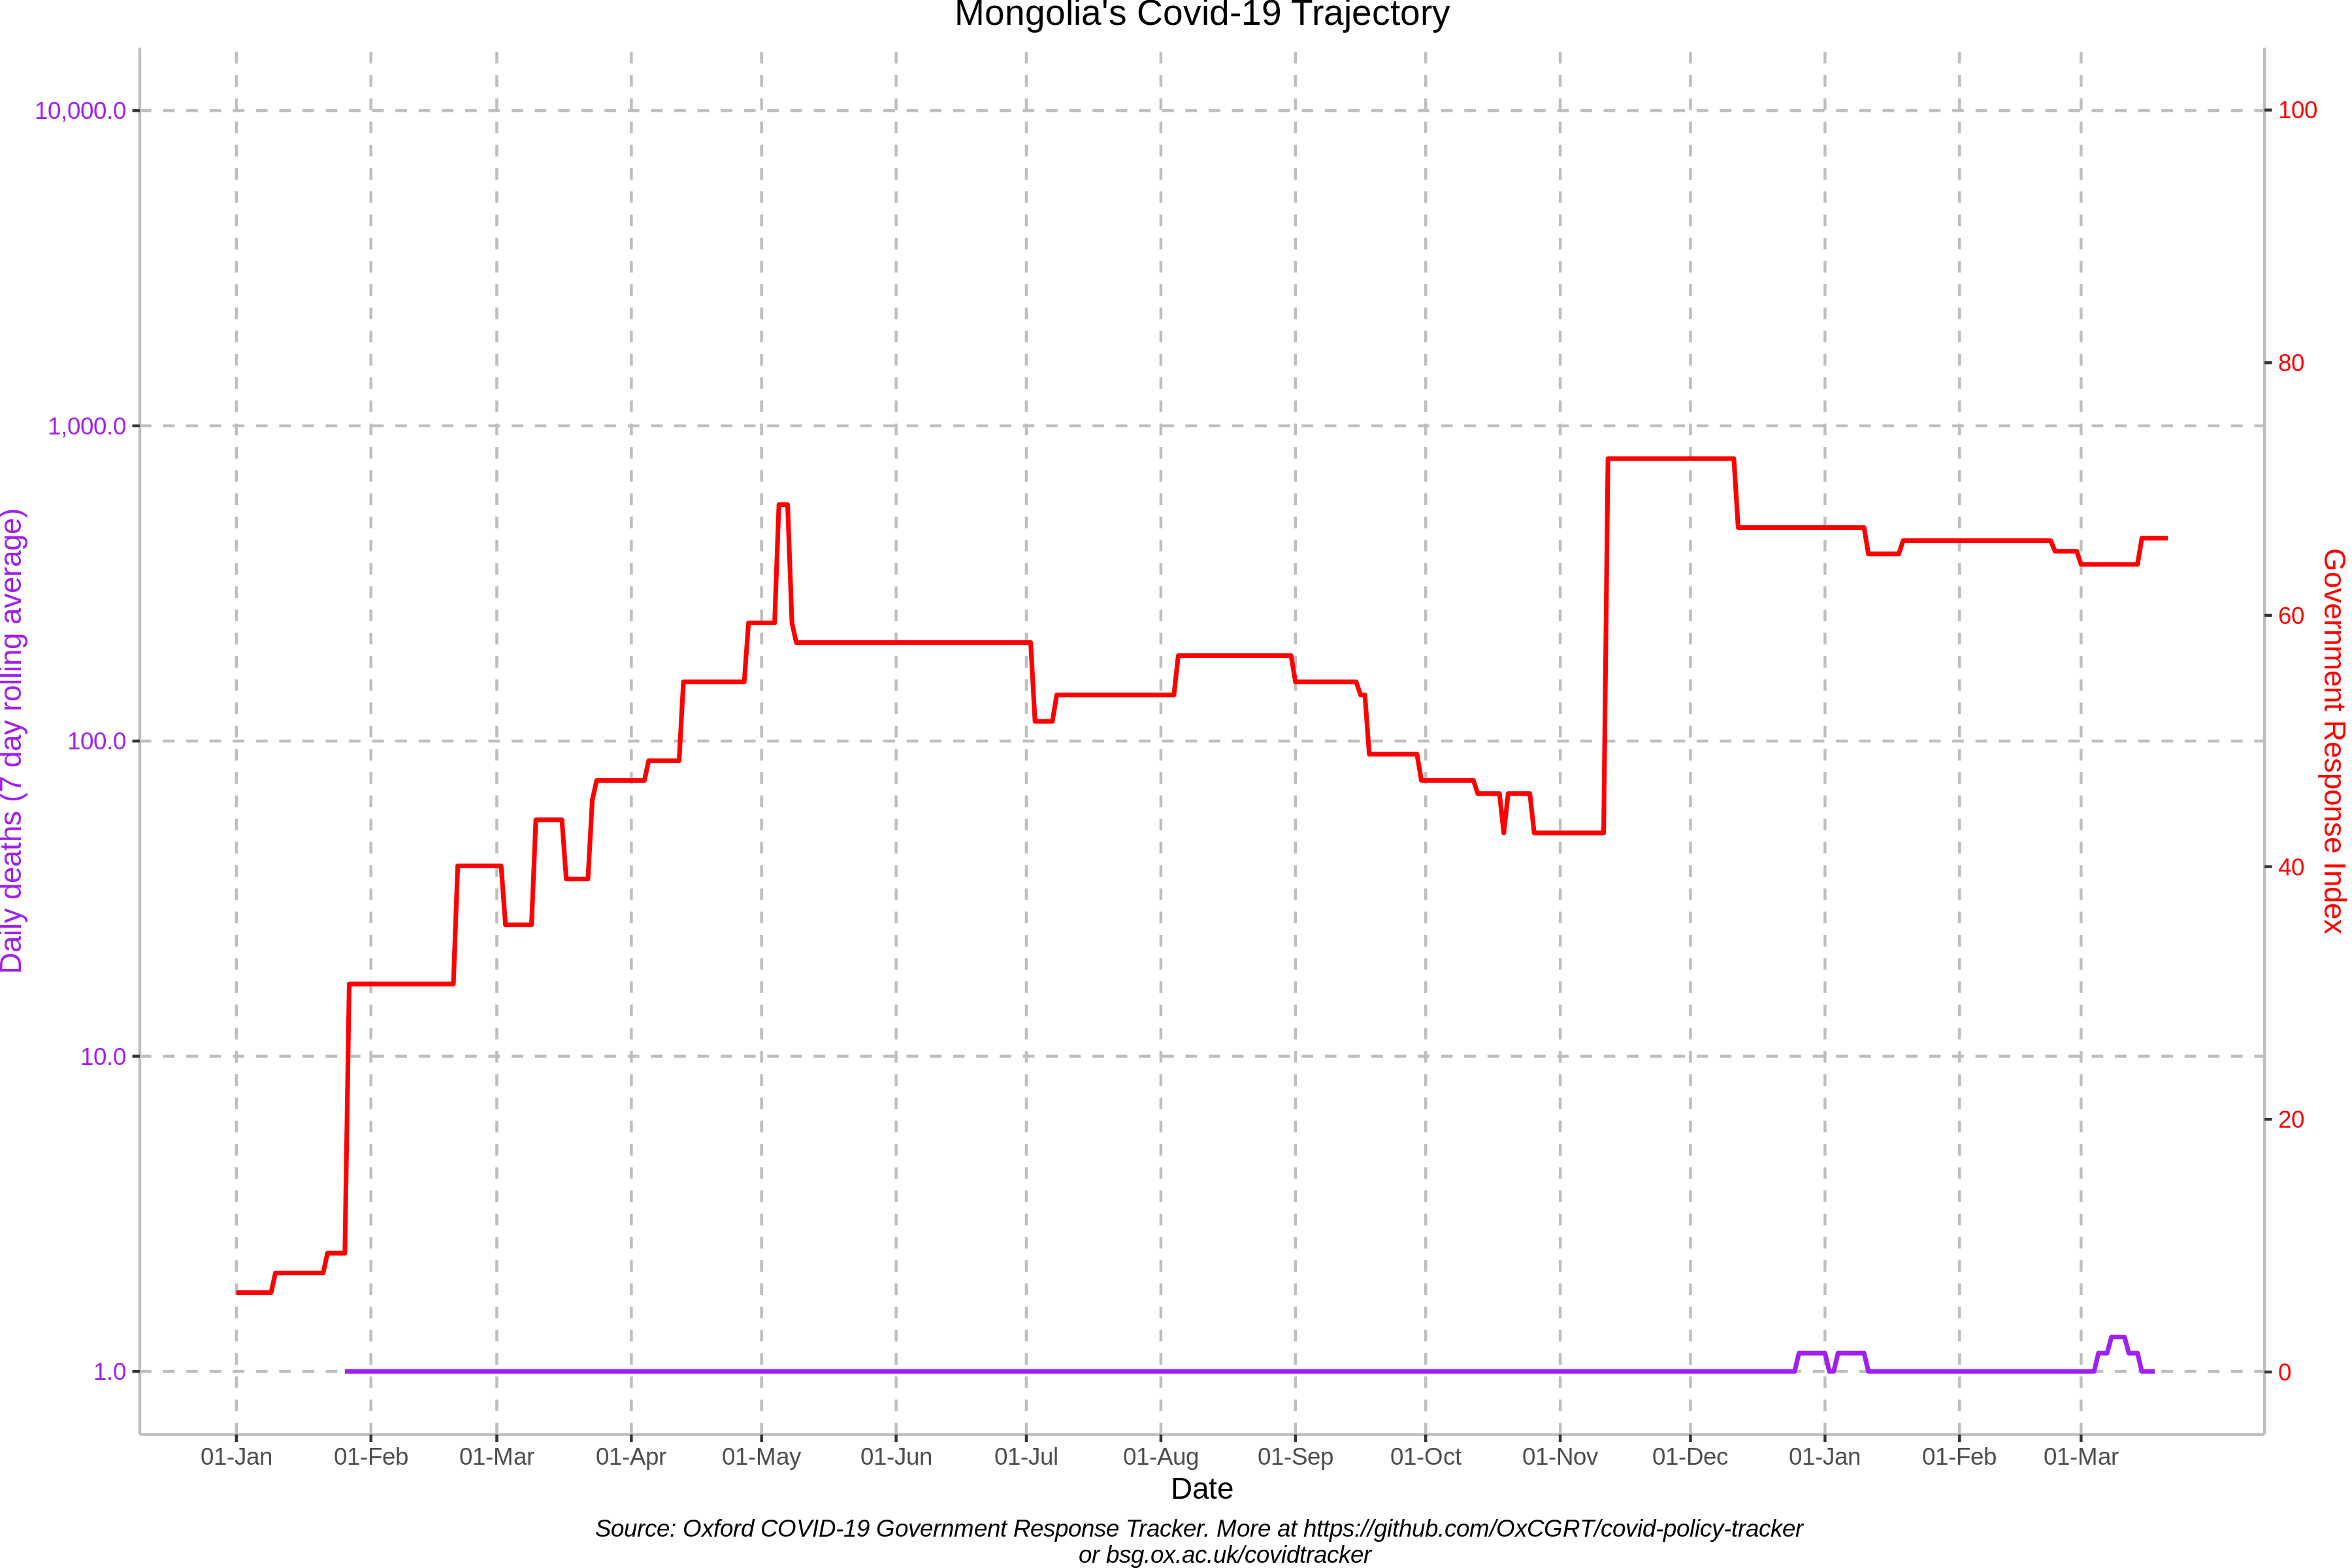 Mongolia's Covid-19 Trajectory
10,000.0
1,000.0
100.0
10.0
1.0
Daily deaths (7 day rolling average)
100
80
60
40
20
0
Government Response Index
01-Jan 01-Feb 01-Mar 01-Apr 01-May 01-Jun 01-Jul 01-Aug 01-Sep 01-Oct 01-Nov 01-Dec 01-Jan 01-Feb 01-Mar
Date
Source: Oxford COVID-19 Government Response Tracker. More at https://github.com/OxCGRT/covid-policy-tracker
or bsg.ox.ac.uk/covidtracker